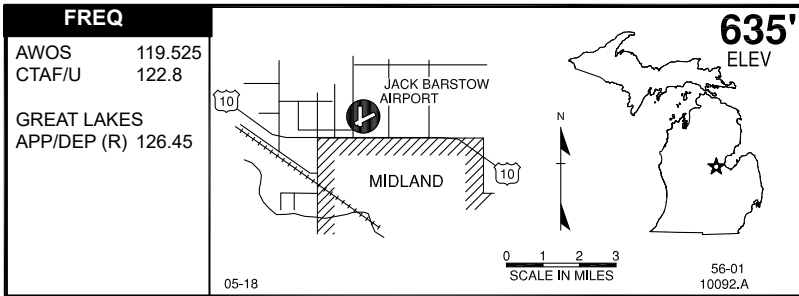 FREQ
AWOS 119.525
CTAF/U 122.8
GREAT LAKES
APP/DEP (R) 126.45
10
JACK BARSTOW
AIRPORT
MIDLAND
10
05-18
N
0 1 2 3
SCALE IN MILES
635'
ELEV
56-01
10092.A